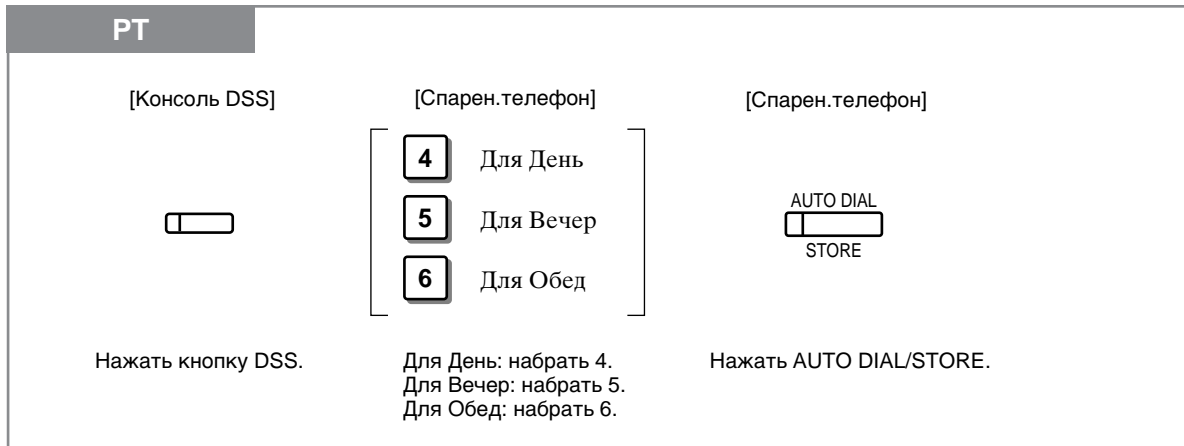 РТ
[Консоль DSS]
[Спарен.телефон]
[Спарен.телефон]
4 Для День
5 Для Вечер
6 Для Обед
AUTO DIAL
STORE
Нажать кнопку DSS.
Для День: набрать 4.
Для Вечер: набрать 5.
Для Обед: набрать 6.
Нажать AUTO DIAL/STORE.